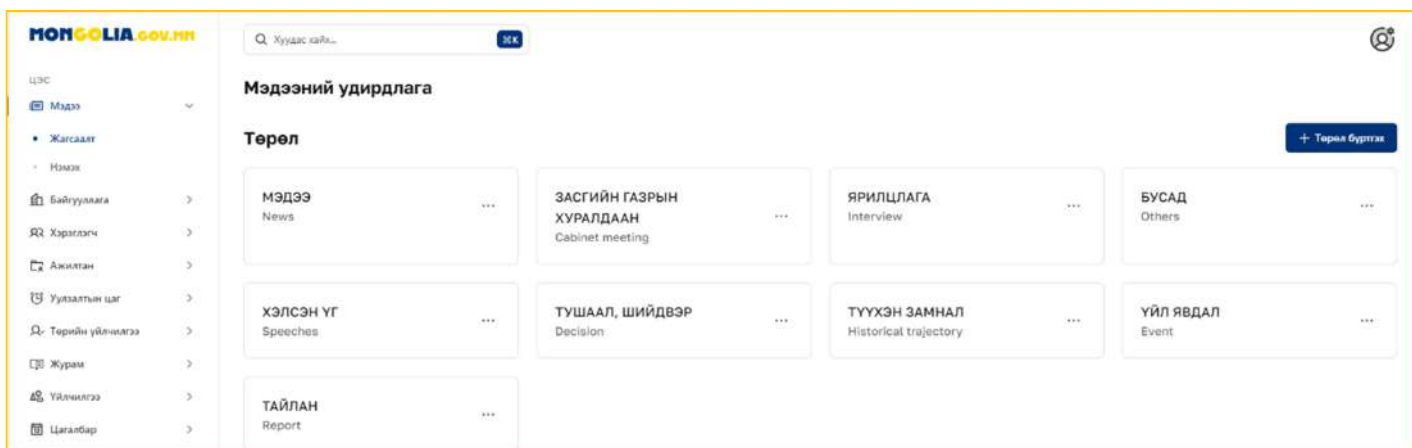 MONGOLIA.GOV.MN
Хуудас хайх...
⌘K
ЦЭС
Мэдээ
Жагсаалт
Нэмэх
Байгууллага
Хэрэглэгч
Ажилтан
Уулзалтын цаг
Төрийн үйлчилгээ
Журам
Үйлчилгээ
Цагалбар
Мэдээний удирдлага
Төрөл
+ Төрөл бүртгэх
МЭДЭЭ
News
ЗАСГИЙН ГАЗРЫН
ХУРАЛДААН
Cabinet meeting
ЯРИЛЦЛАГА
Interview
БУСАД
Others
ХЭЛСЭН ҮГ
Speeches
ТУШААЛ, ШИЙДВЭР
Decision
ТҮҮХЭН ЗАМНАЛ
Historical trajectory
ҮЙЛ ЯВДАЛ
Event
ТАЙЛАН
Report